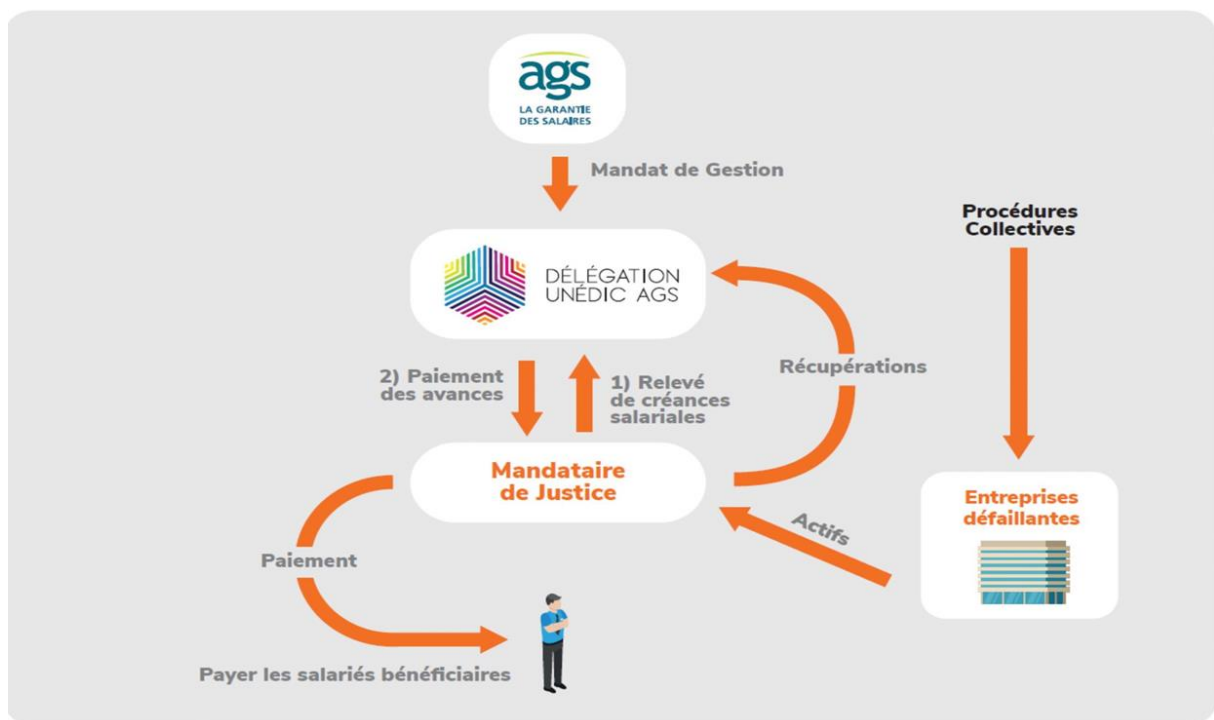 ags
LA GARANTIE
DES SALAIRES
Mandat de Gestion
Procédures
Collectives
DÉLÉGATION
UNÉDIC AGS
2) Paiement
des avances
1) Relevé
de créances
salariales
Récupérations
Mandataire
de Justice
Entreprises
défaillantes
Actifs
Paiement
Payer les salariés bénéficiaires